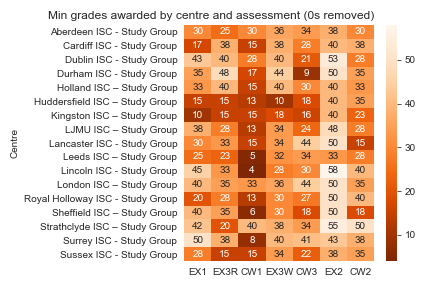 Min grades awarded by centre and assessment (0s removed)
Aberdeen ISC - Study Group 30 25 30 36 34 38 30
Cardiff ISC - Study Group 17 38 15 38 28 40 38
Dublin ISC - Study Group 43 40 28 40 21 53 28
Durham ISC - Study Group 35 48 17 44 9 50 35
Holland ISC – Study Group 33 40 15 40 30 40 33
Huddersfield ISC - Study Group 15 15 13 10 18 40 35
Kingston ISC - Study Group 10 15 15 18 16 40 23
LJMU ISC - Study Group 38 28 13 34 24 48 28
Lancaster ISC - Study Group 30 33 15 34 44 50 15
Leeds ISC - Study Group 25 23 5 32 34 33 28
Lincoln ISC - Study Group 45 33 4 28 30 58 40
London ISC - Study Group 40 35 33 36 44 50 35
Royal Holloway ISC - Study Group 20 28 13 30 27 50 40
Sheffield ISC – Study Group 40 35 6 30 18 50 18
Strathclyde ISC - Study Group 42 20 40 38 34 55 50
Surrey ISC - Study Group 50 38 8 40 41 43 38
Sussex ISC - Study Group 28 15 15 34 22 38 35
EX1 EX3R CW1 EX3W CW3 EX2 CW2
Centre
50
40
30
20
10